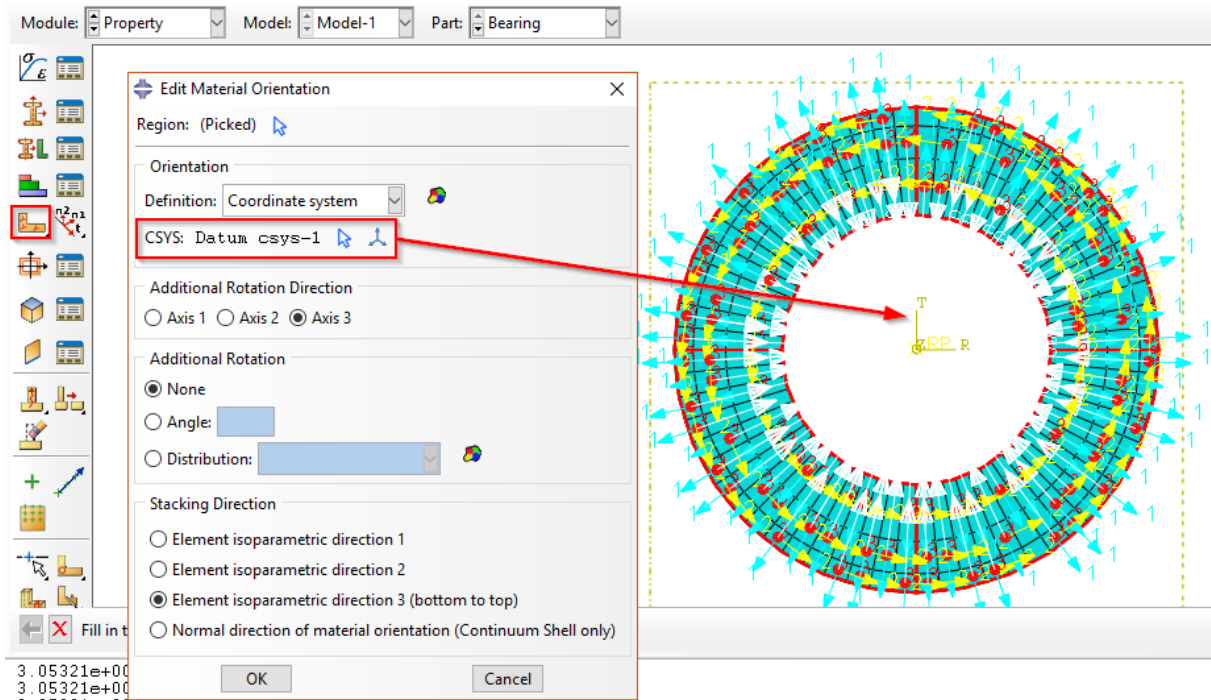 Module: Property Model: Model-1 Part: Bearing
σ
ε
n2 n1
t
Edit Material Orientation
Region: (Picked)
Orientation
Definition: Coordinate system
CSYS: Datum csys-1
Additional Rotation Direction
Axis 1 Axis 2 Axis 3
Additional Rotation
None
Angle:
Distribution:
Stacking Direction
Element isoparametric direction 1
Element isoparametric direction 2
Element isoparametric direction 3 (bottom to top)
Normal direction of material orientation (Continuum Shell only)
OK Cancel
T
Z RP R
Fill in t
3.05321e+00
3.05321e+00